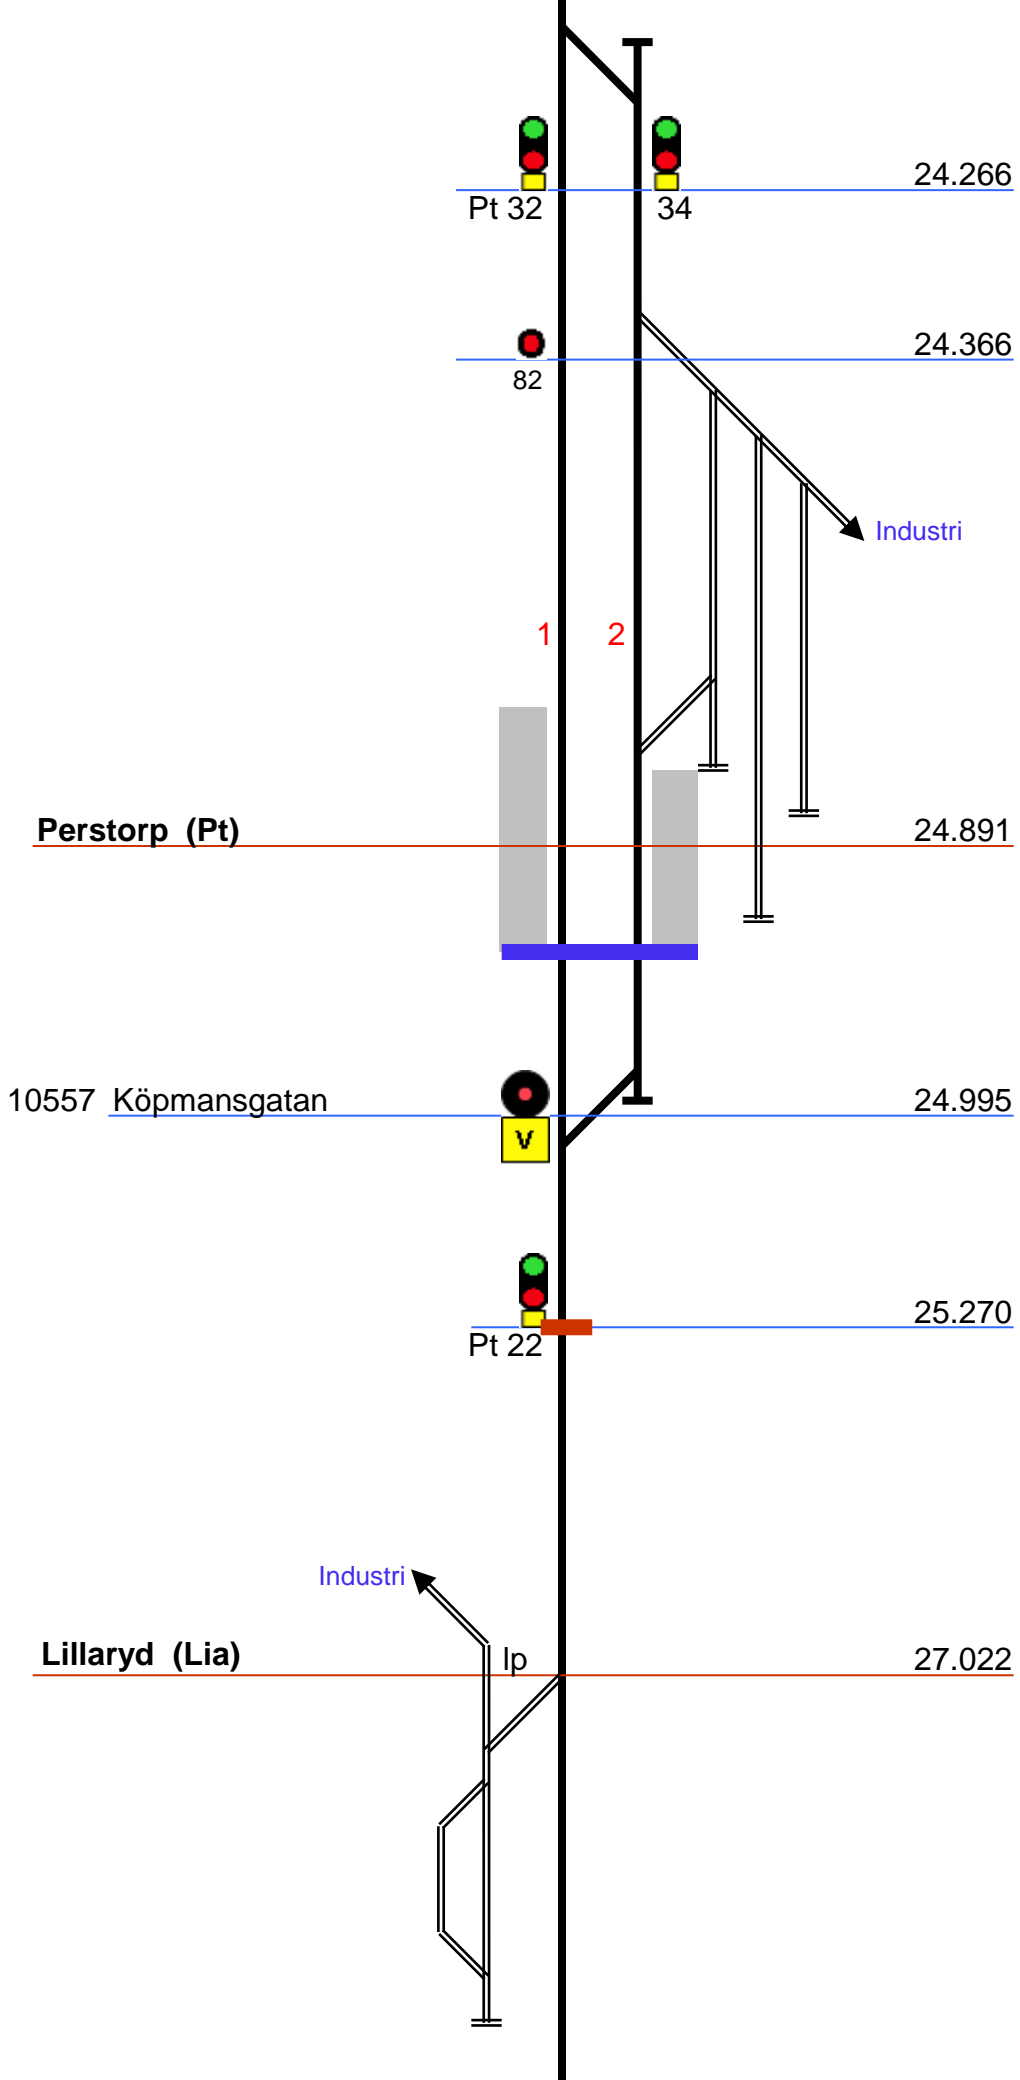 24.266
Pt 32 34
24.366
82
Industri
1 2
Perstorp (Pt) 24.891
10557 Köpmansgatan 24.995
V
25.270
Pt 22
Industri
Lillaryd (Lia) lp 27.022